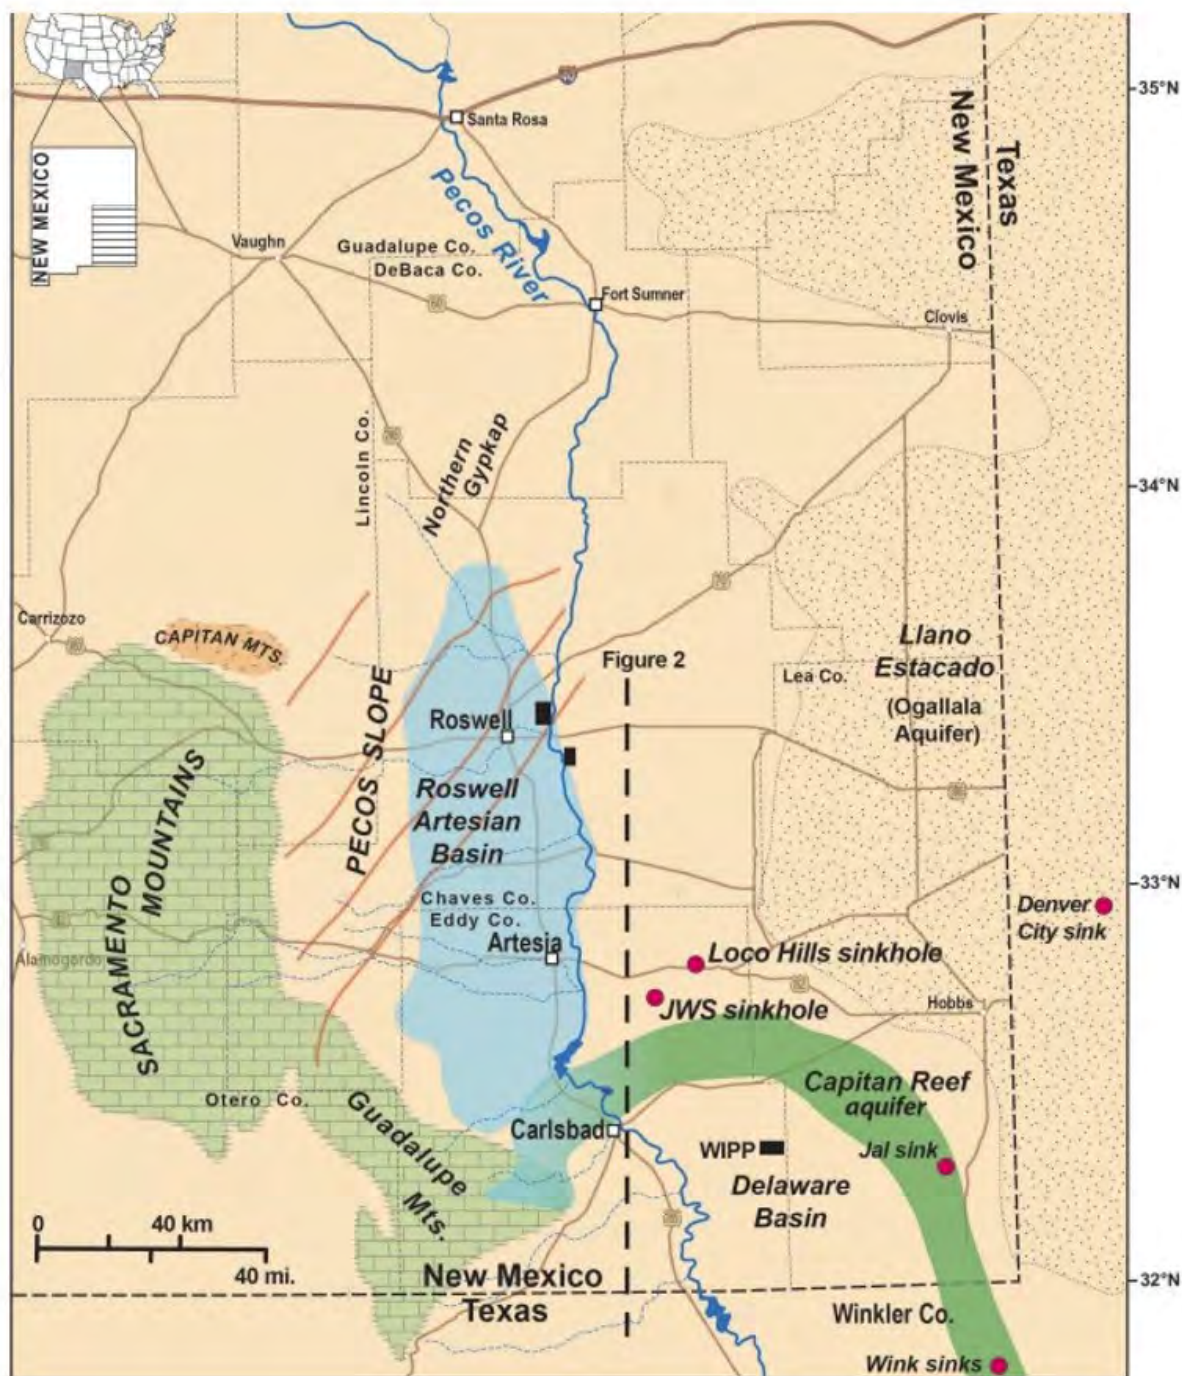 35°N
Santa Rosa
New Mexico
Texas
NEW MEXICO
Pecos River
Vaughn
Guadalupe Co.
DeBaca Co.
60
Fort Sumner
Clovis
Lincoln Co.
Northern
Gypkap
34°N
Carrizozo
CAPITAN MTS.
Llano
Estacado
(Ogallala
Aquifer)
Figure 2
Lea Co.
PECOS SLOPE
Roswell
Roswell
Artesian
Basin
SACRAMENTO
MOUNTAINS
Chaves Co.
Eddy Co.
33°N
Denver
City sink
Artesia
Loco Hills sinkhole
Alamogordo
JWS sinkhole
82
Hobbs
Capitan Reef
aquifer
Otero Co.
Guadalupe
Mts.
Carlsbad
WIPP
Jal sink
Delaware
Basin
0
40 km
40 mi.
New Mexico
Texas
32°N
Winkler Co.
Wink sinks